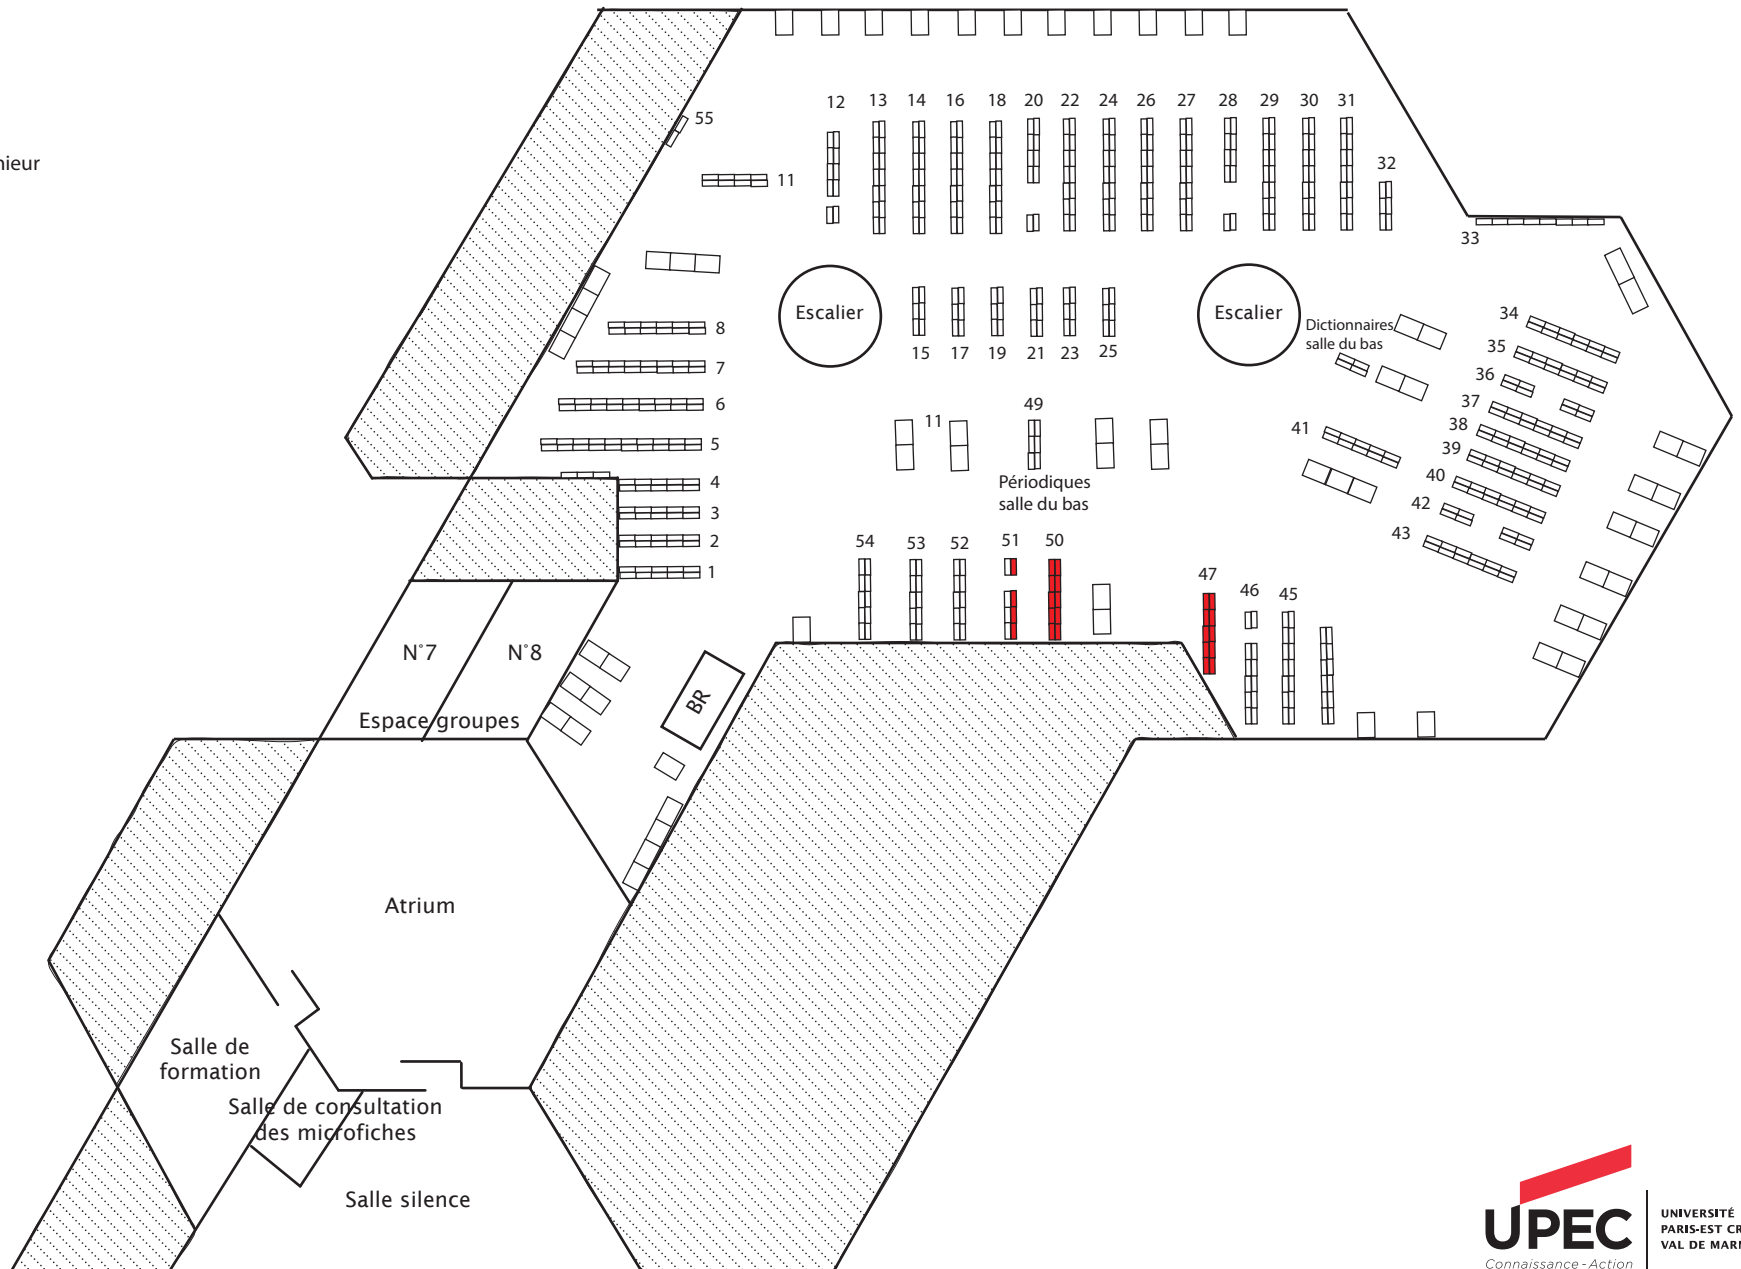 12 13 14 16 18 20 22 24 26 27 28 29 30 31
55
nieur
32
11
33
Escalier
Escalier
34
8
Dictionnaires
salle du bas
15 17 19 21 23 25
35
7
36
6
11
49
37
41
38
5
39
Périodiques
salle du bas
40
4
42
3
43
54 53 52 51 50
2
1
47
46 45
N°7
N°8
BR
Espace groupes
Atrium
Salle de
formation
Salle de consultation
des microfiches
Salle silence
UPEC
Connaissance - Action
UNIVERSITÉ
PARIS-EST
VAL DE